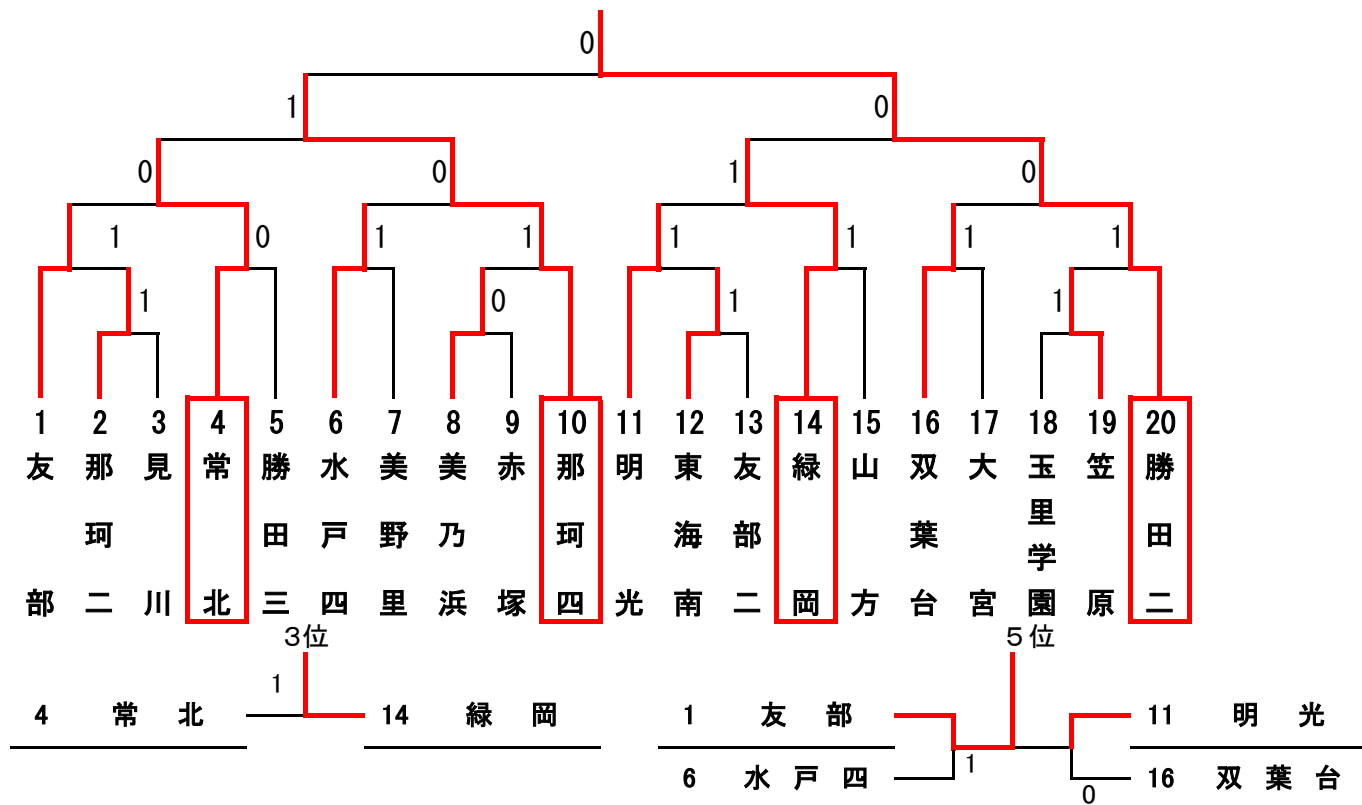 0
1 0
0 0 1 0
1 0 1 1 1 1 1 1
1 0 1 1
1 2 3 4 5 6 7 8 9 10 11 12 13 14 15 16 17 18 19 20
友部
那珂二
見川
常北
勝田三
水戸四
美野里
美乃浜
赤塚
那珂四
明光
東海南
友部二
緑岡
山方
双葉台
大宮
玉里学園
笠原
勝田二
3位
5位
1
4 常北 14 緑岡
1 友部 11 明光
1
6 水戸四 16 双葉台
0